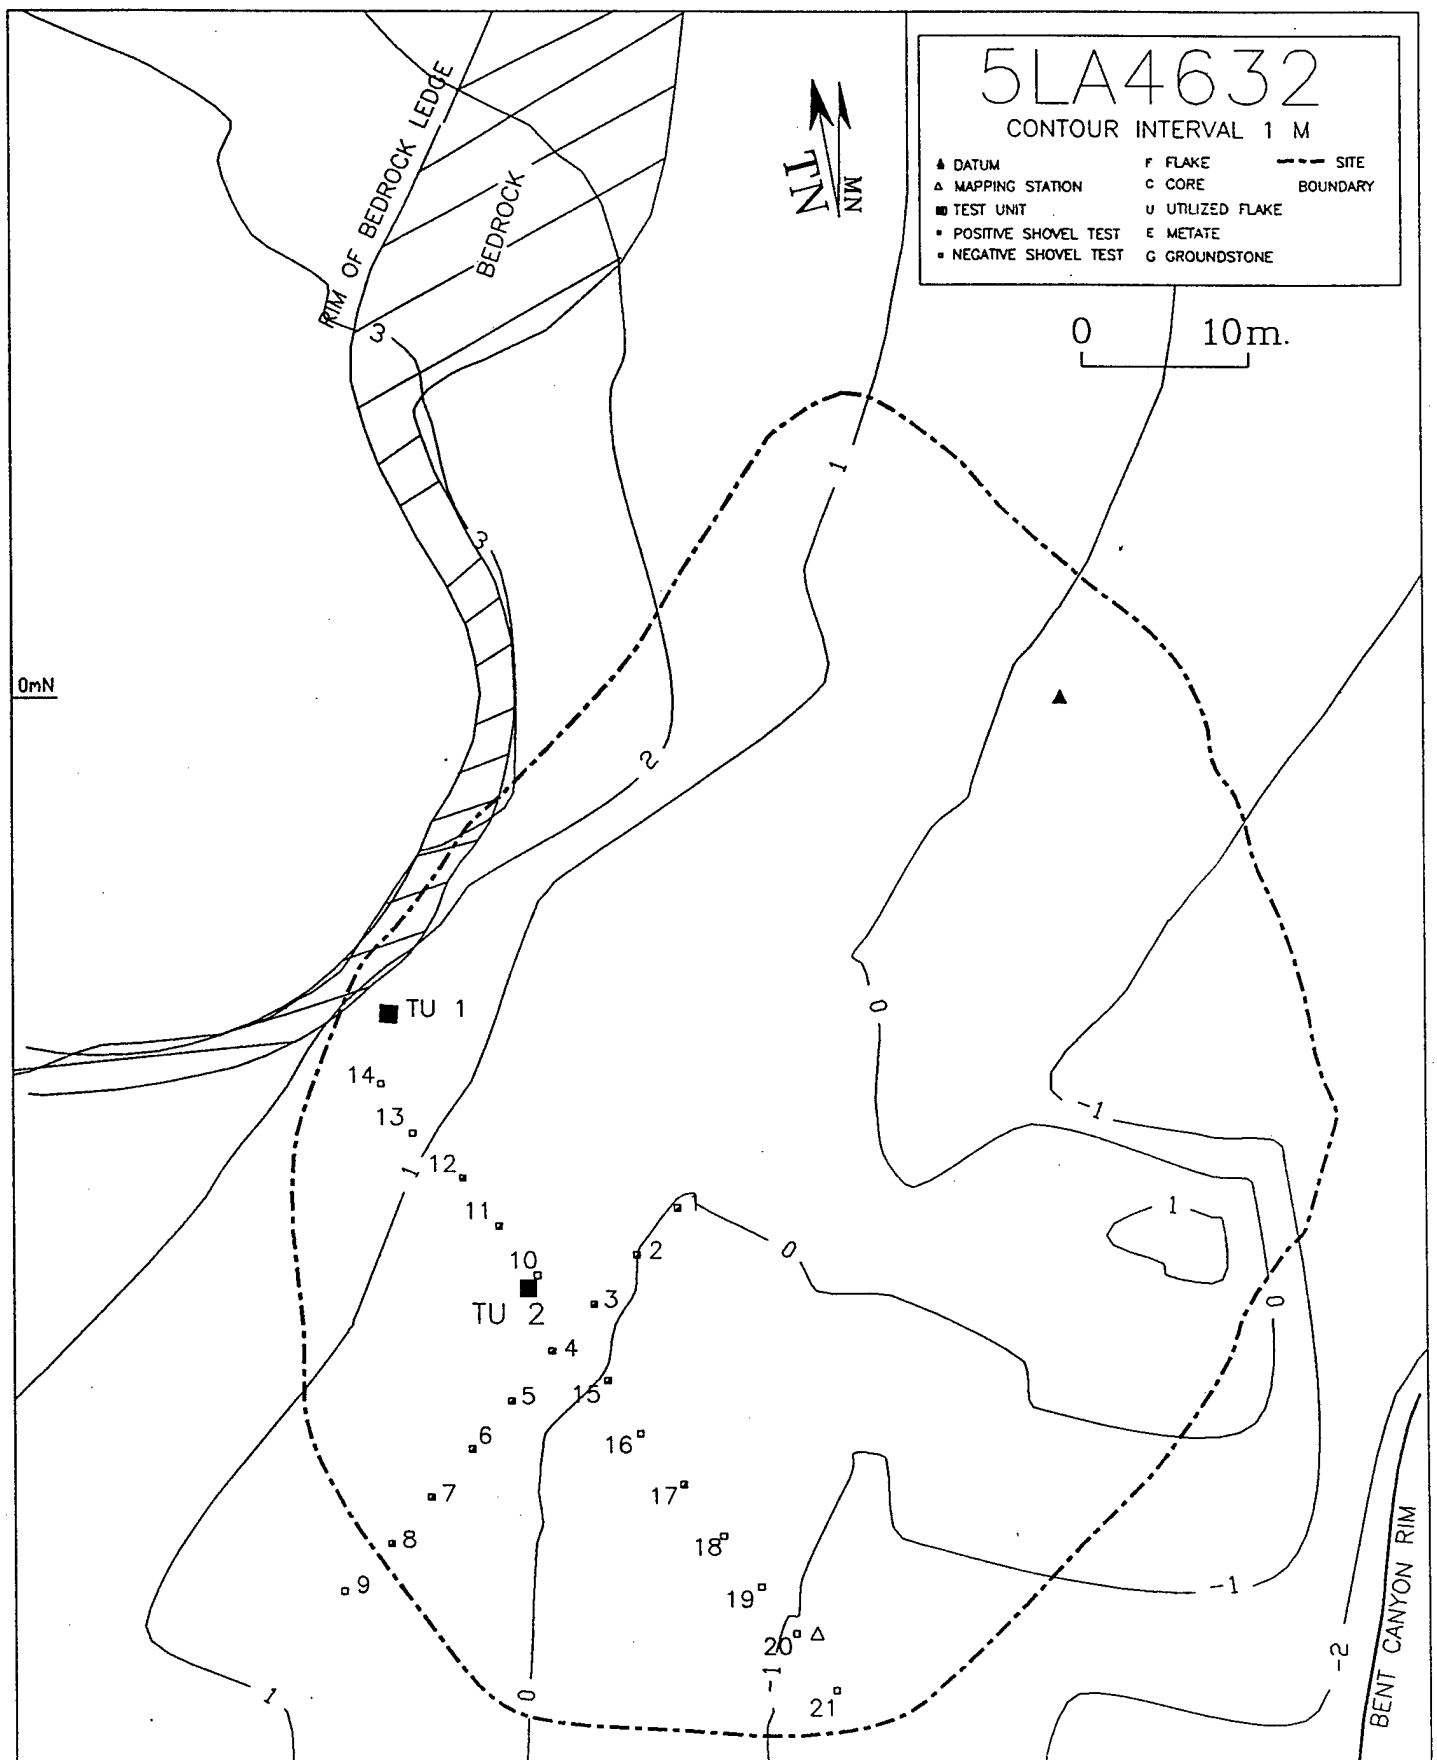 5LA4632
CONTOUR INTERVAL 1 M
DATUM
MAPPING STATION
TEST UNIT
POSITIVE SHOVEL TEST
NEGATIVE SHOVEL TEST
F FLAKE
C CORE
U UTILIZED FLAKE
E METATE
G GROUNDSTONE
SITE
BOUNDARY
TN
MN
0 10m.
RIM OF BEDROCK LEDGE
BEDROCK
3
1
3
0mN
2
0
TU 1
14
13
-1
12
1
11
1
1
2
0
10
3
0
TU 2
4
15
5
6
16
7
17
8
18
9
19
-1
20
-1
-2
BENT CANYON RIM
1
0
21